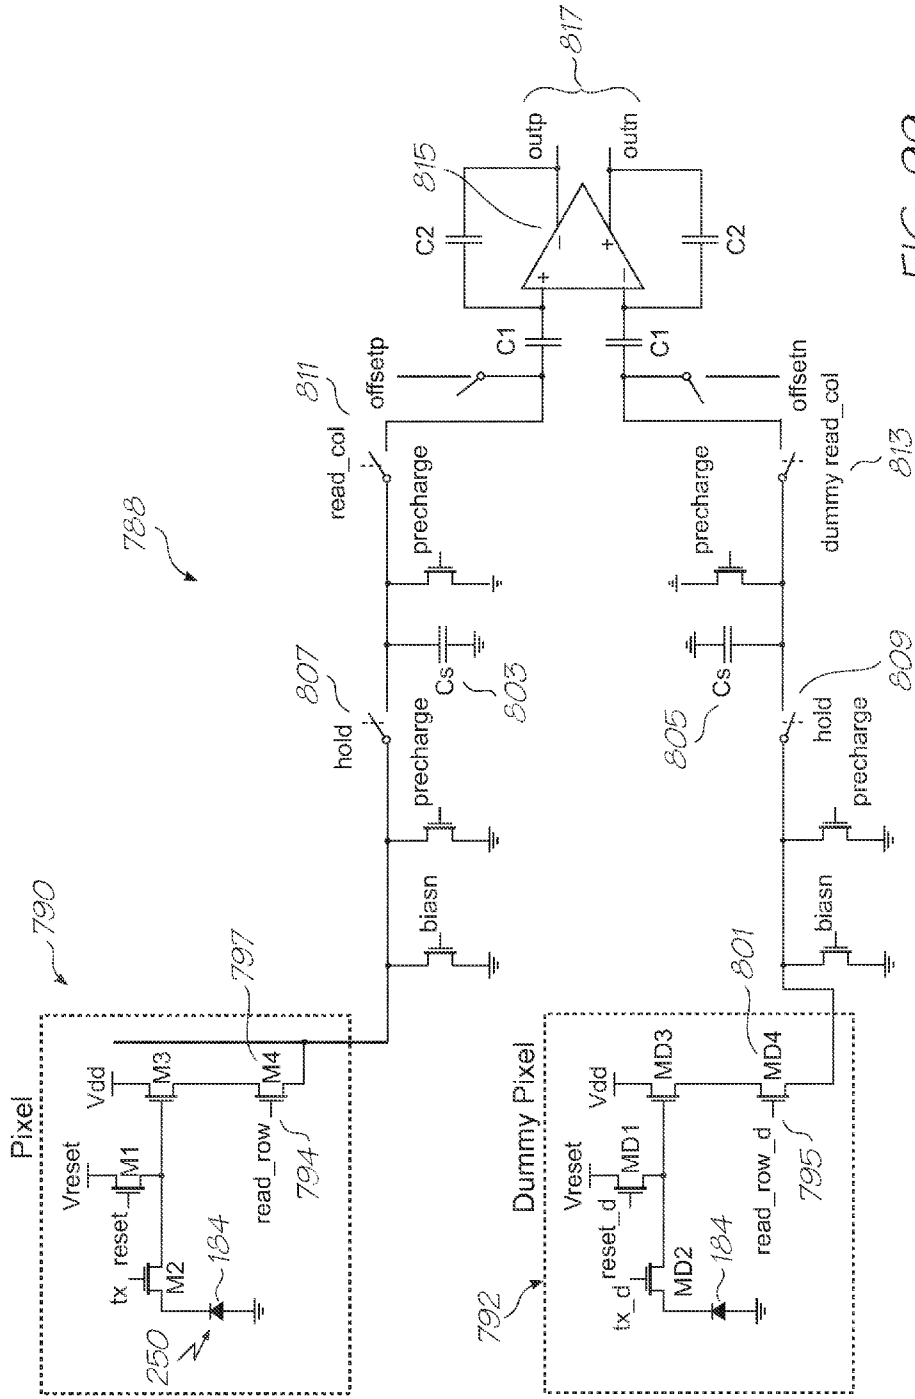 788
790
Pixel
Vreset
Vdd
reset
M1
M3
tx
M2
184
250
read_row
M4
797
794
biasn
precharge
hold
807
Cs
803
precharge
read_col
811
offsetp
C1
C2
815
outp
817
outn
C2
C1
offsetn
dummy read_col
813
precharge
Cs
805
hold
809
precharge
biasn
792
Dummy Pixel
Vreset
Vdd
reset_d
MD1
MD3
tx_d
MD2
184
read_row_d
MD4
801
795
+
−
−
+